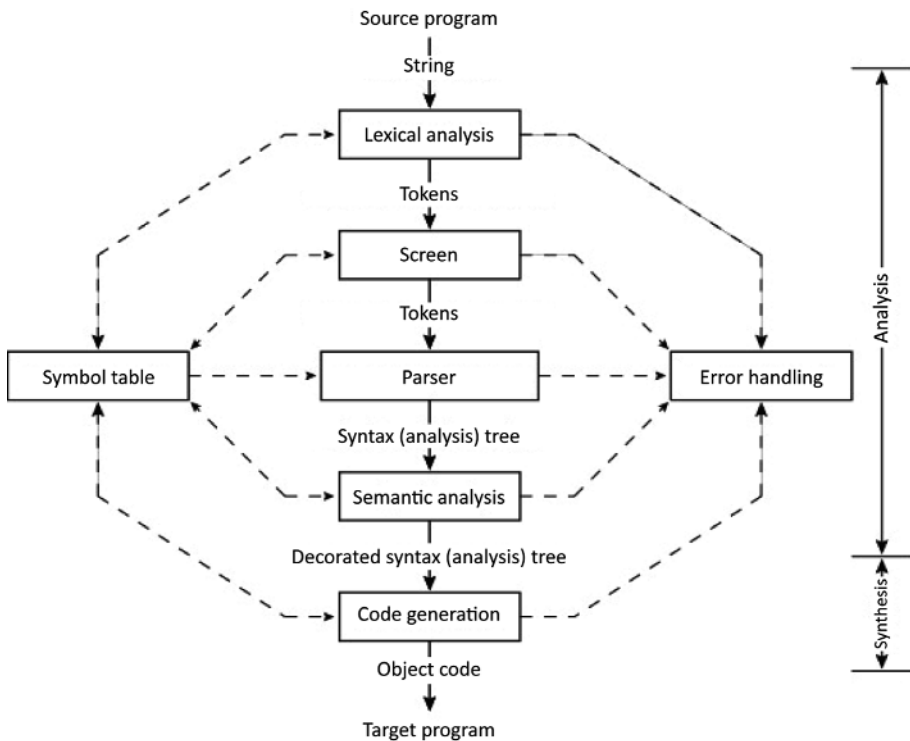 Source program
String
Lexical analysis
Tokens
Screen
Tokens
Symbol table
Parser
Error handling
Syntax (analysis) tree
Semantic analysis
Decorated syntax (analysis) tree
Code generation
Object code
Target program
Analysis
Synthesis